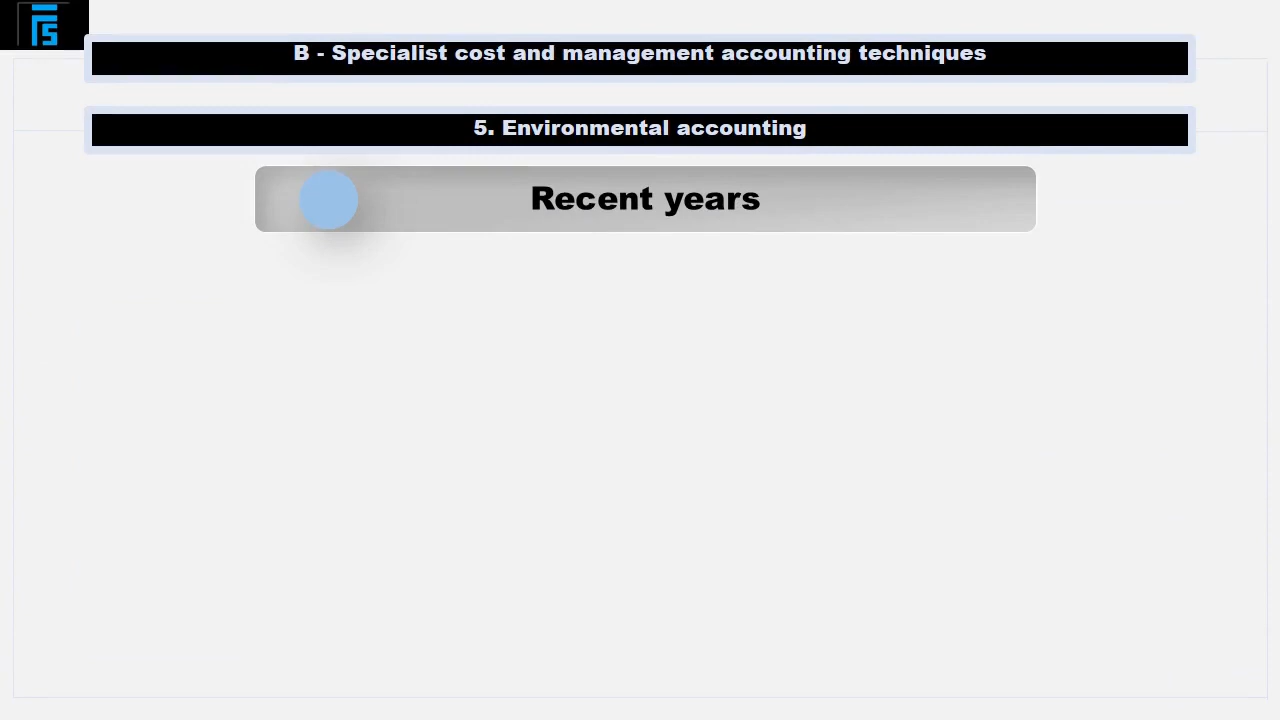 B - Specialist cost and management accounting techniques
5. Environmental accounting
Recent years